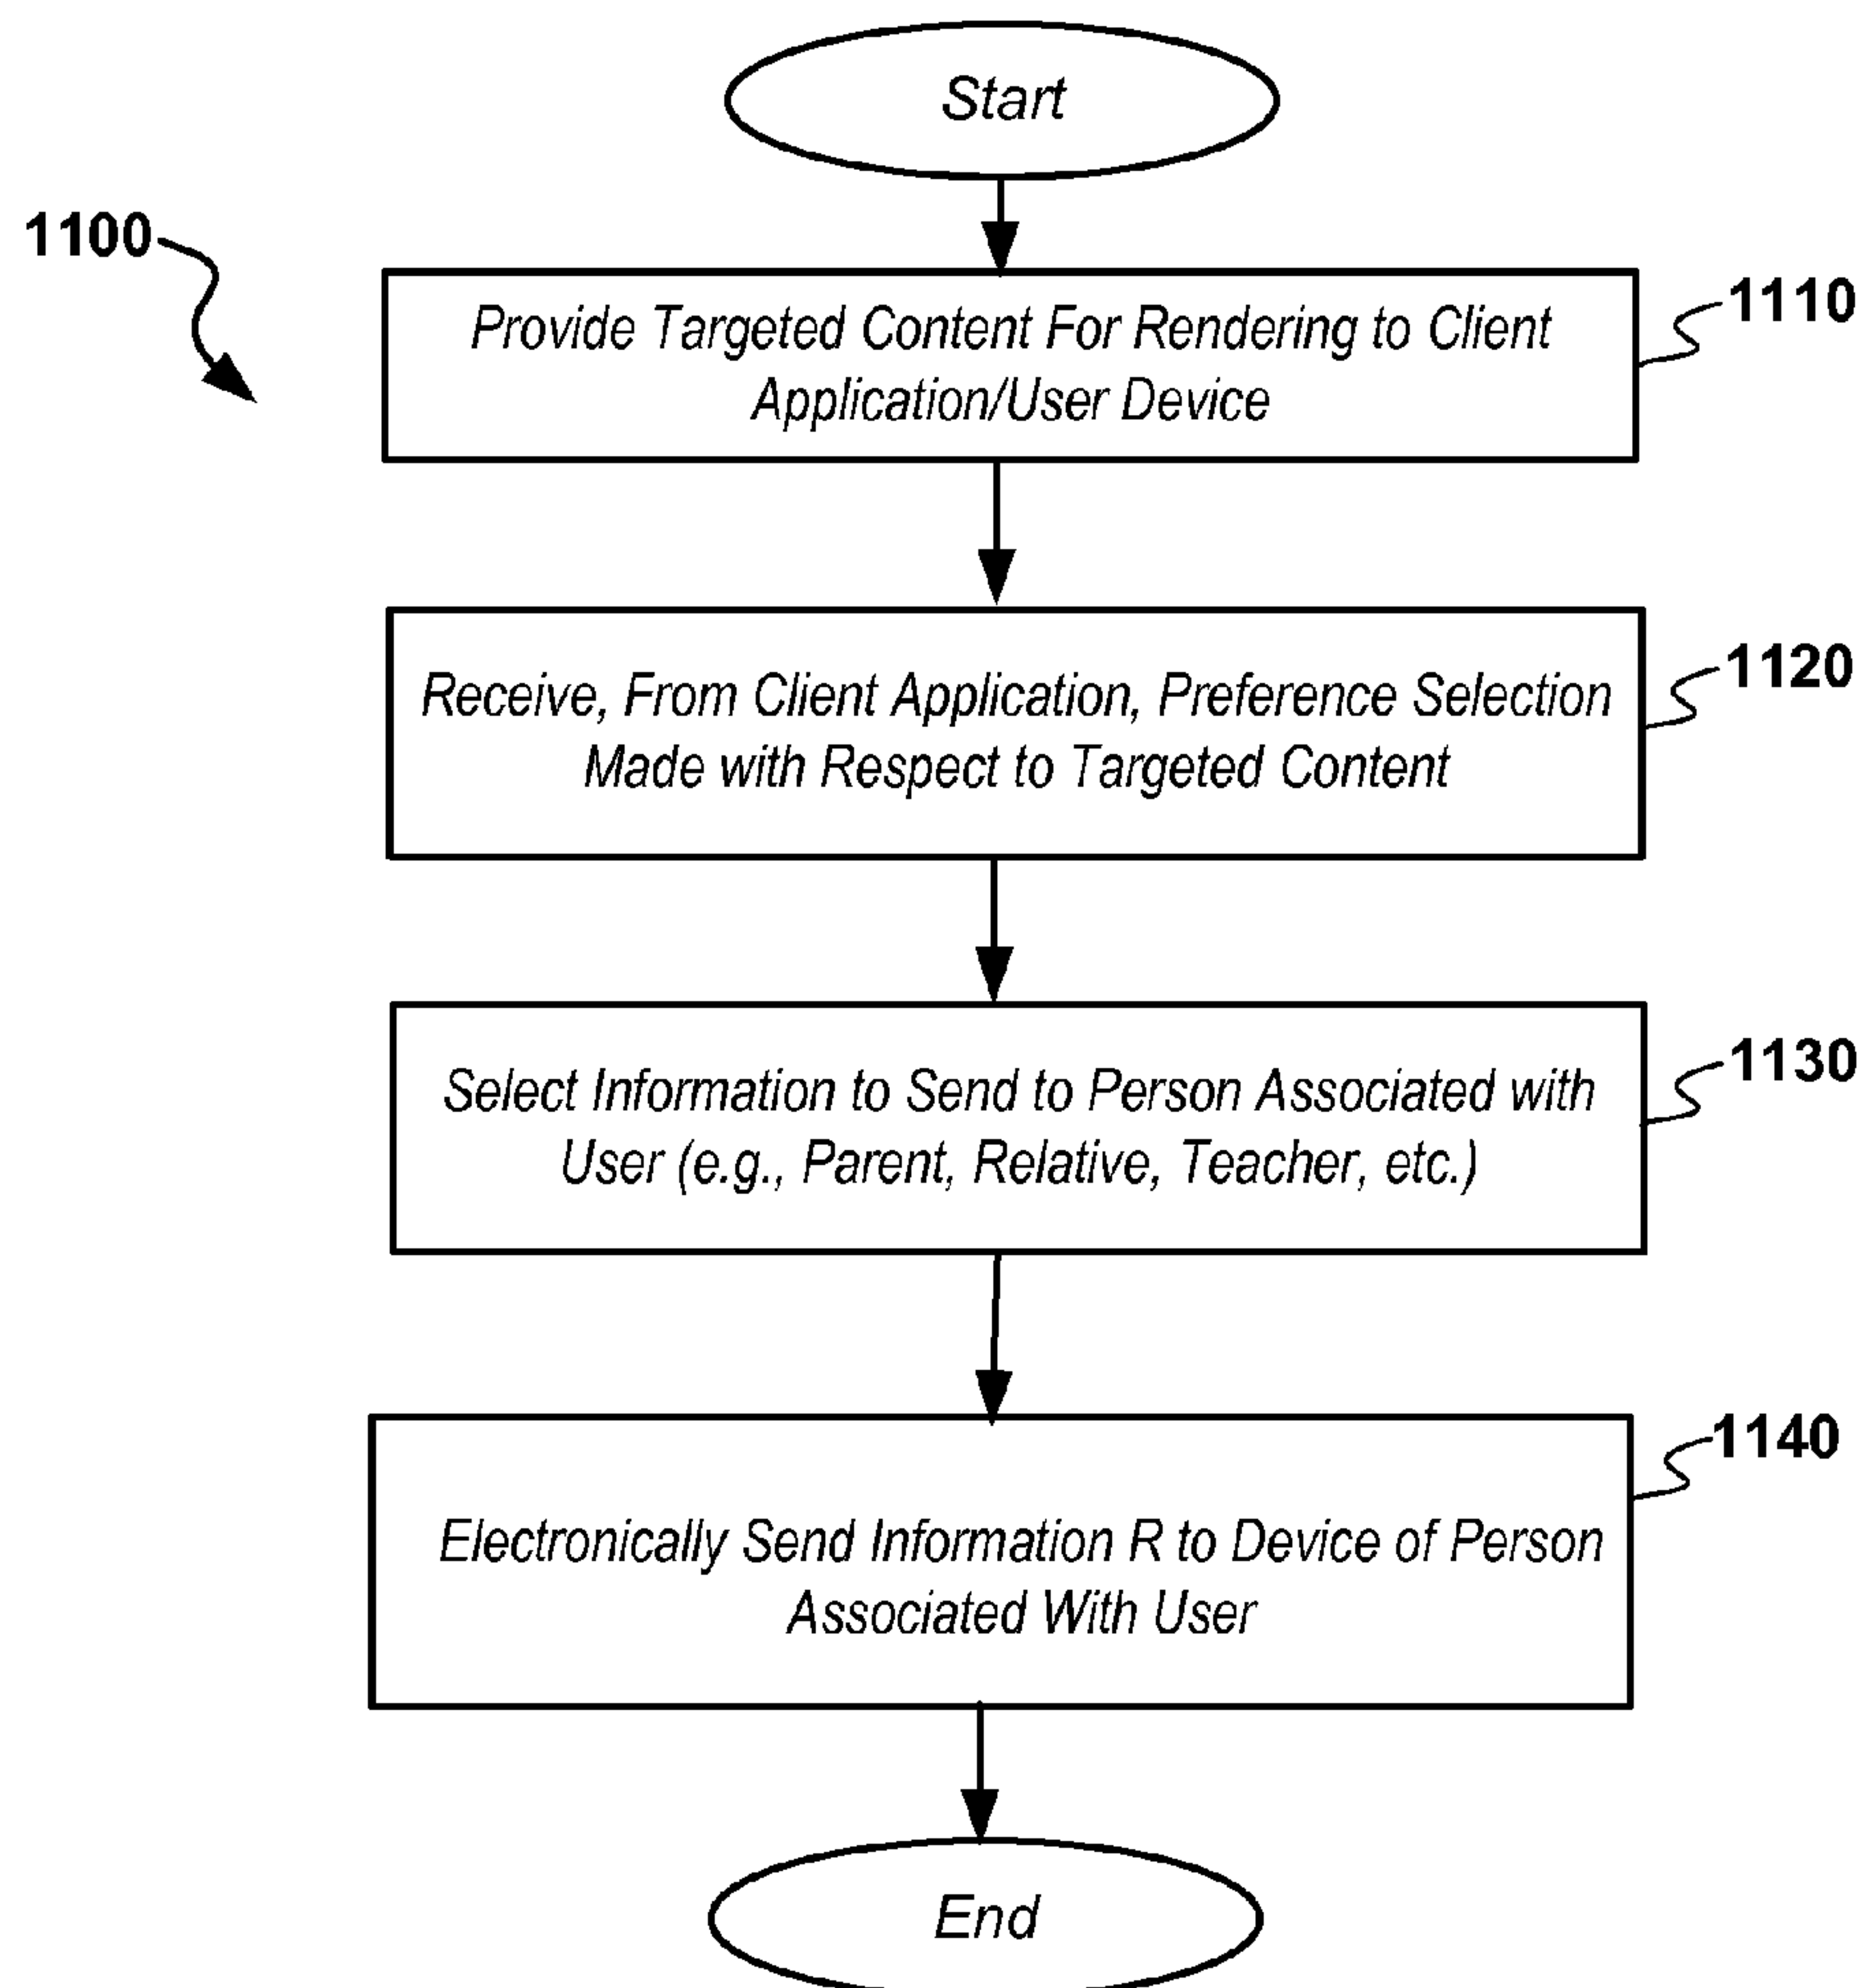 Start
1100
Provide Targeted Content For Rendering to Client
Application/User Device
1110
Receive, From Client Application, Preference Selection
Made with Respect to Targeted Content
1120
Select Information to Send to Person Associated with
User (e.g., Parent, Relative, Teacher, etc.)
1130
Electronically Send Information R to Device of Person
Associated With User
1140
End